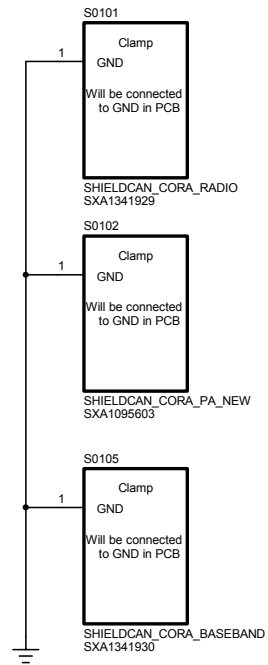 S0101
Clamp
1
GND
Will be connected
to GND in PCB
SHIELDCAN_CORA_RADIO
SXA1341929
S0102
Clamp
1
GND
Will be connected
to GND in PCB
SHIELDCAN_CORA_PA_NEW
SXA1095603
S0105
Clamp
1
GND
Will be connected
to GND in PCB
SHIELDCAN_CORA_BASEBAND
SXA1341930